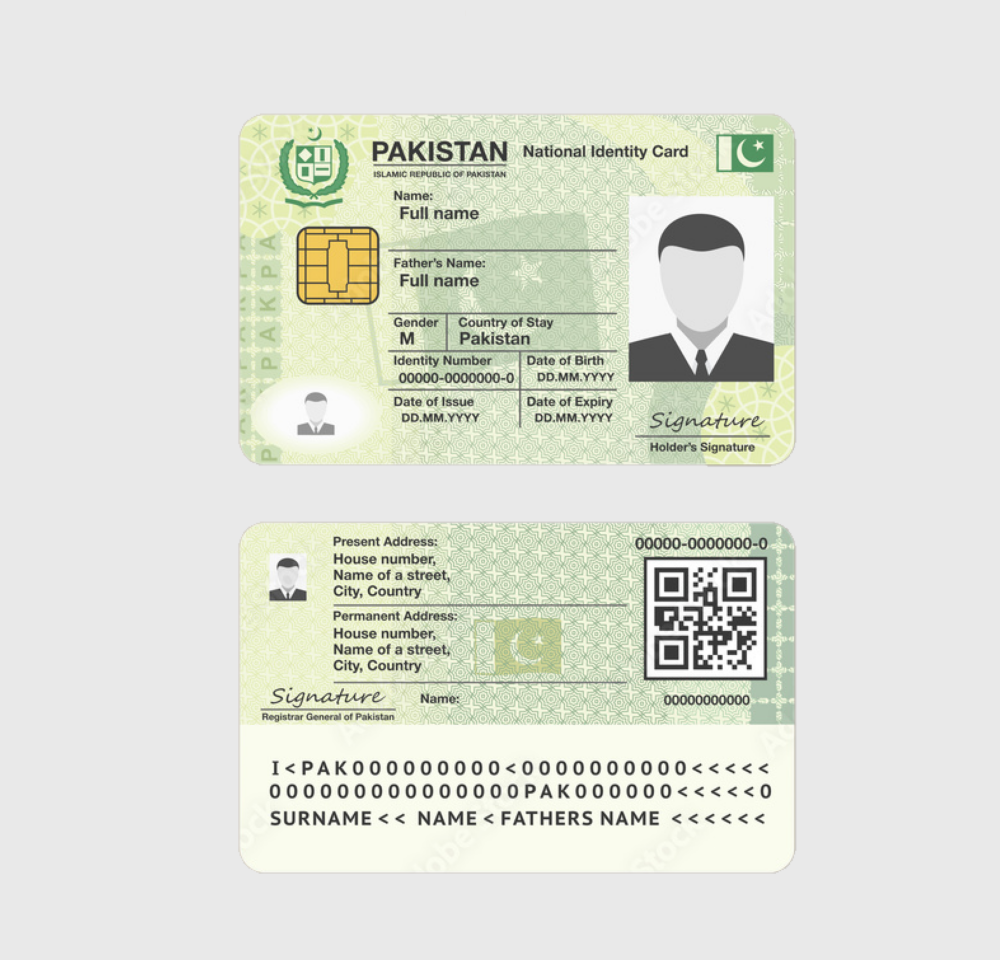 PAKISTAN National Identity Card
ISLAMIC REPUBLIC OF PAKISTAN
Name:
Full name
Father's Name:
Full name
Gender Country of Stay
M Pakistan
Identity Number Date of Birth
00000-0000000-0 DD.MM.YYYY
Date of Issue Date of Expiry
DD.MM.YYYY DD.MM.YYYY
Signature
Holder's Signature
Present Address:
House number,
Name of a street,
City, Country
Permanent Address:
House number,
Name of a street,
City, Country
Signature
Registrar General of Pakistan
Name:
00000-0000000-0
00000000000
I<PAK000000000<0000000000<<<<<
0000000000000000PAK000000<<<<<0
SURNAME<< NAME<FATHERS NAME <<<<<<